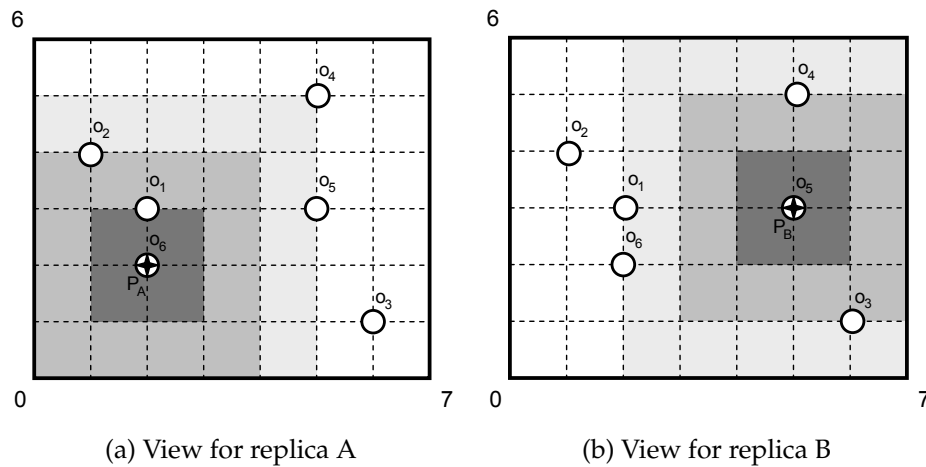 6
o4
o2
o1
o5
o6
PA
o3
0
7
(a) View for replica A
6
o4
o2
o1
o5
o6
PB
o3
0
7
(b) View for replica B